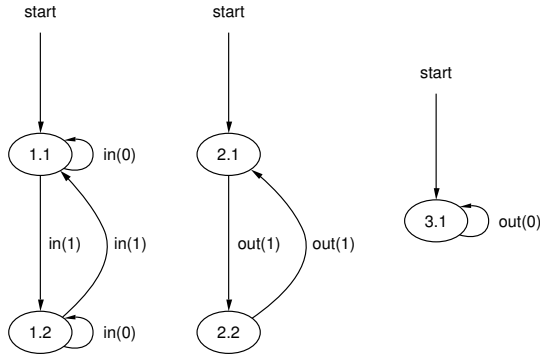 start
start
start
1.1
in(0)
2.1
3.1
out(0)
in(1)
in(1)
out(1)
out(1)
1.2
in(0)
2.2